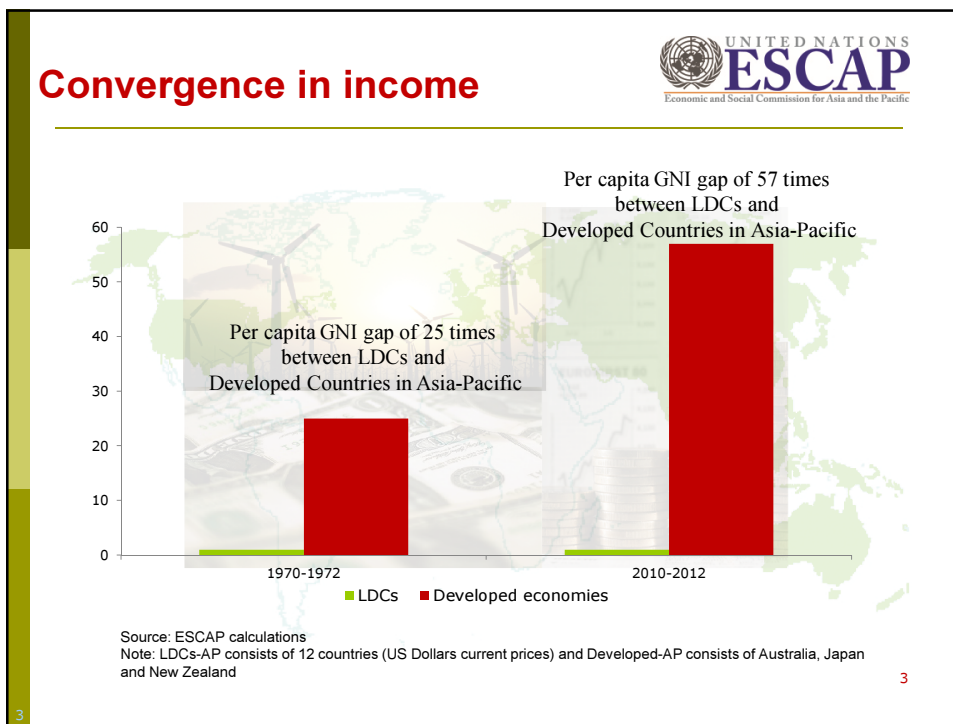 Convergence in income
UNITED NATIONS
ESCAP
Economic and Social Commission for Asia and the Pacific
Per capita GNI gap of 57 times
between LDCs and
Developed Countries in Asia-Pacific
Per capita GNI gap of 25 times
between LDCs and
Developed Countries in Asia-Pacific
60
50
40
30
20
10
0
1970-1972
2010-2012
LDCs
Developed economies
Source: ESCAP calculations
Note: LDCs-AP consists of 12 countries (US Dollars current prices) and Developed-AP consists of Australia, Japan
and New Zealand
3
3